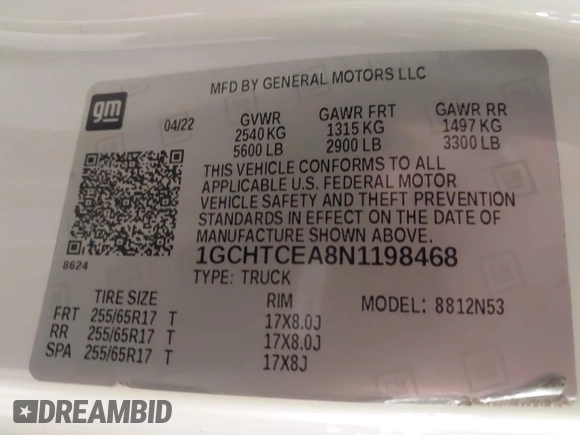 MFD BY GENERAL MOTORS LLC
gm
04/22 GVWR GAWR FRT GAWR RR
2540 KG 1315 KG 1497 KG
5600 LB 2900 LB 3300 LB
THIS VEHICLE CONFORMS TO ALL
APPLICABLE U.S. FEDERAL MOTOR
VEHICLE SAFETY AND THEFT PREVENTION
STANDARDS IN EFFECT ON THE DATE OF
MANUFACTURE SHOWN ABOVE.
8624 1GCHTCEA8N1198468
TYPE: TRUCK
TIRE SIZE RIM MODEL: 8812N53
FRT 255/65R17 T 17X8.0J
RR 255/65R17 T 17X8.0J
SPA 255/65R17 T 17X8J
DREAMBID